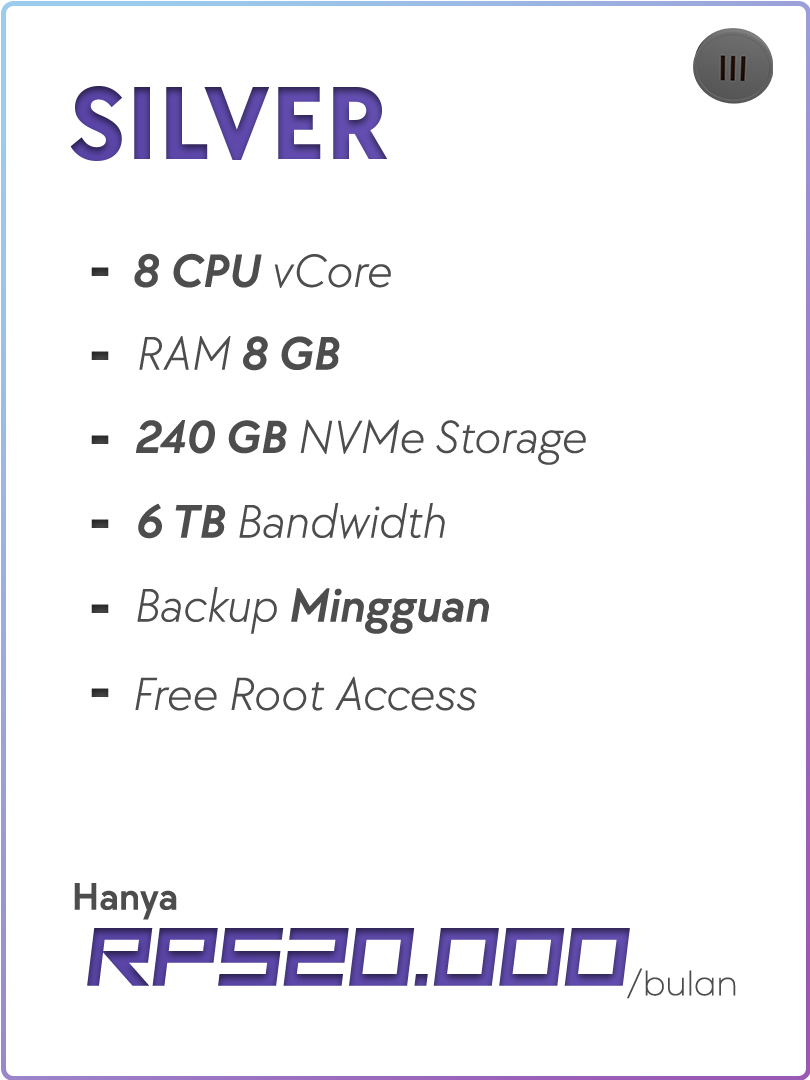 III
SILVER
- 8 CPU vCore
- RAM 8 GB
- 240 GB NVMe Storage
- 6 TB Bandwidth
- Backup Mingguan
- Free Root Access
Hanya
RP520.000/bulan